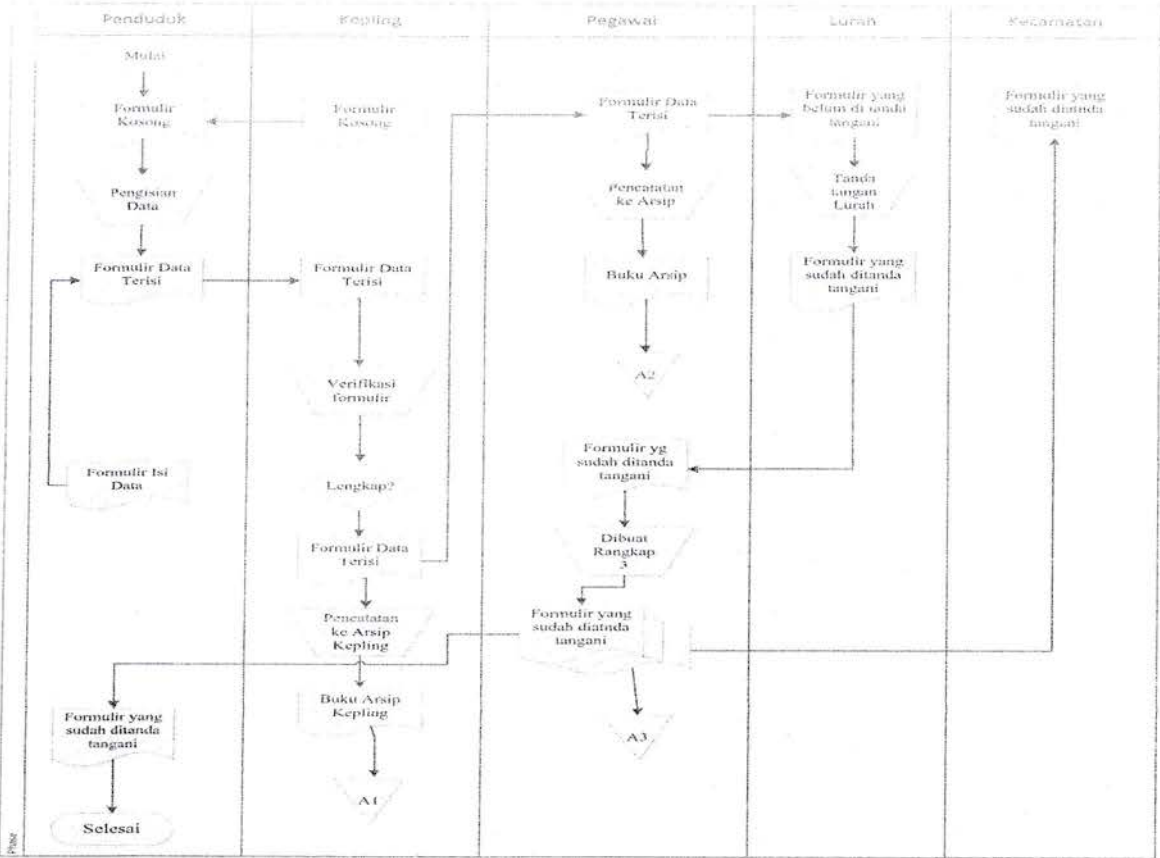 Penduduk
Kepling
Pegawai
Lurah
Kecamatan
Mulai
Formulir
Kosong
Pengisian
Data
Formulir Data
Terisi
Formulir Isi
Data
Formulir yang
sudah ditanda
tangani
Selesai
Formulir
Kosong
Formulir Data
Terisi
Verifikasi
formulir
Lengkap?
Formulir Data
Terisi
Pencatatan
ke Arsip
Kepling
Buku Arsip
Kepling
A1
Formulir Data
Terisi
Pencatatan
ke Arsip
Buku Arsip
A2
Formulir yg
sudah ditanda
tangani
Dibuat
Rangkap
3
Formulir yang
sudah diatnda
tangani
A3
Formulir yang
belum di tanda
tangani
Tanda
tangan
Lurah
Formulir yang
sudah ditanda
tangani
Formulir yang
sudah ditanda
tangani
Phase